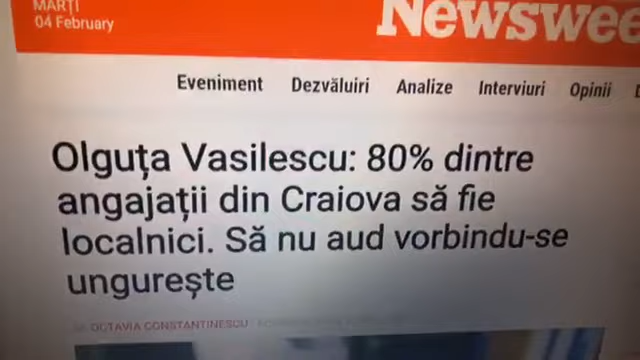 MARȚI
04 February
Newswee
Eveniment Dezvăluiri Analize Interviuri Opinii
Olguța Vasilescu: 80% dintre
angajații din Craiova să fie
localnici. Să nu aud vorbindu-se
ungurește
OCTAVIA CONSTANTINESCU